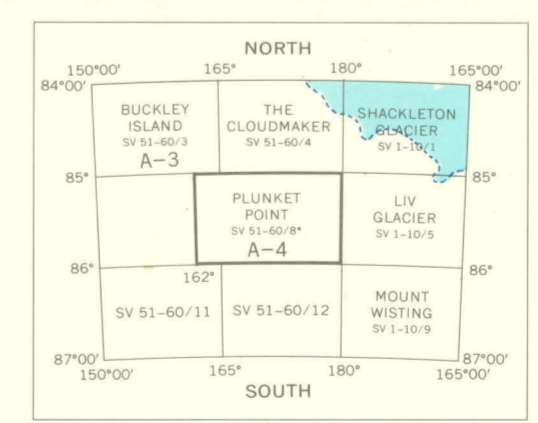 NORTH
150°00' 165° 180° 165°00'
84°00' 84°00'
BUCKLEY
ISLAND
SV 51-60/3
A-3
THE
CLOUDMAKER
SV 51-60/4
SHACKLETON
GLACIER
SV 1-10/1
85° 85°
PLUNKET
POINT
SV 51-60/8*
A-4
LIV
GLACIER
SV 1-10/5
86° 86°
162°
SV 51-60/11
SV 51-60/12
MOUNT
WISTING
SV 1-10/9
87°00' 87°00'
150°00' 165° 180° 165°00'
SOUTH